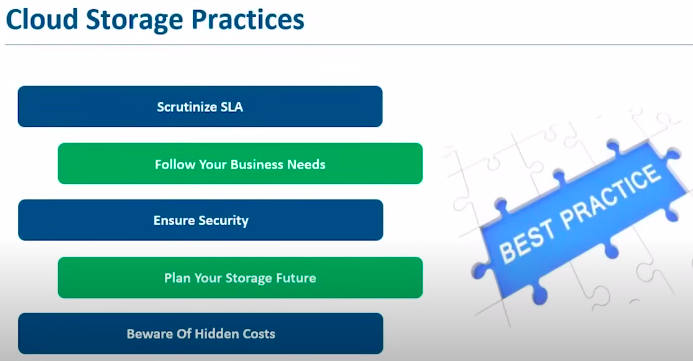 Cloud Storage Practices
Scrutinize SLA
Follow Your Business Needs
Ensure Security
Plan Your Storage Future
Beware Of Hidden Costs
BEST PRACTICE